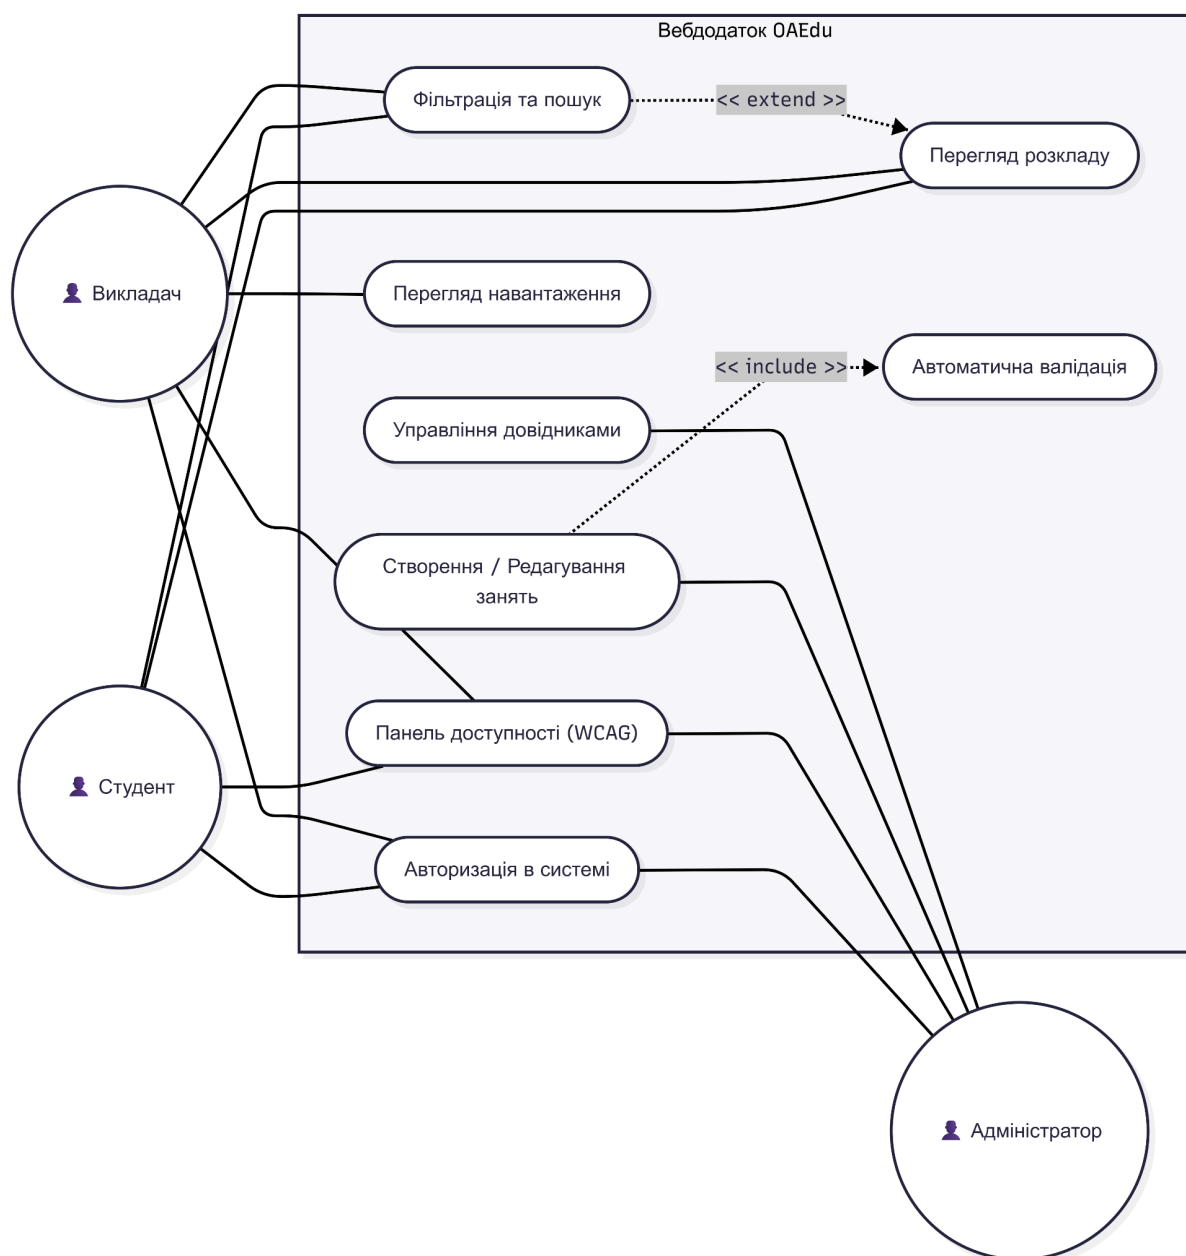 Вебдодаток OAEdu
Фільтрація та пошук
<< extend >>
Перегляд розкладу
Викладач
Перегляд навантаження
<< include >>
Автоматична валідація
Управління довідниками
Створення / Редагування
занять
Панель доступності (WCAG)
Студент
Авторизація в системі
Адміністратор